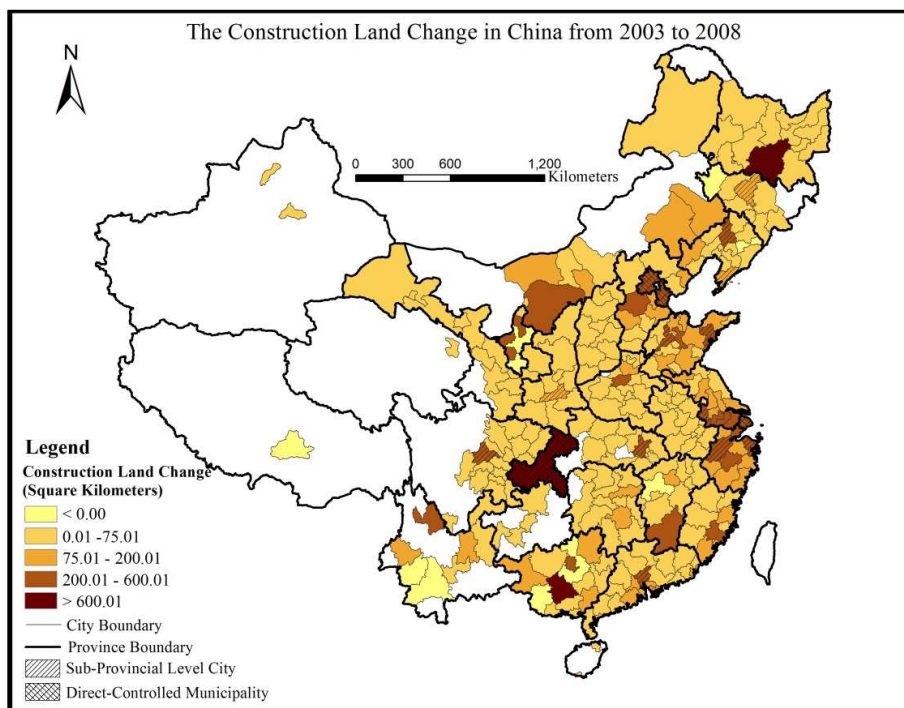 The Construction Land Change in China from 2003 to 2008
N
0 300 600 1,200
Kilometers
Legend
Construction Land Change
(Square Kilometers)
< 0.00
0.01 -75.01
75.01 - 200.01
200.01 - 600.01
> 600.01
City Boundary
Province Boundary
Sub-Provincial Level City
Direct-Controlled Municipality